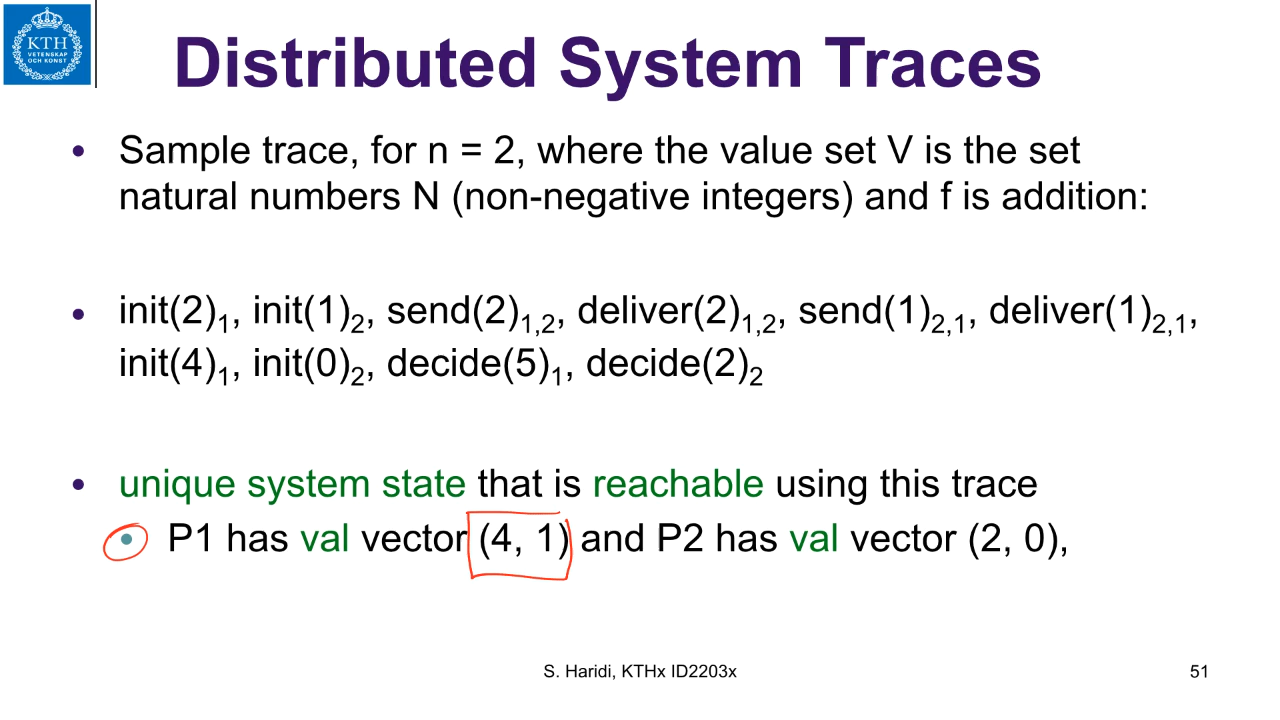 KTH
VETENSKAP
OCH KONST
Distributed System Traces
• Sample trace, for n = 2, where the value set V is the set
natural numbers N (non-negative integers) and f is addition:
• init(2)₁, init(1)₂, send(2)₁,₂, deliver(2)₁,₂, send(1)₂,₁, deliver(1)₂,₁,
init(4)₁, init(0)₂, decide(5)₁, decide(2)₂
• unique system state that is reachable using this trace
• P1 has val vector (4, 1) and P2 has val vector (2, 0),
S. Haridi, KTHx ID2203x
51